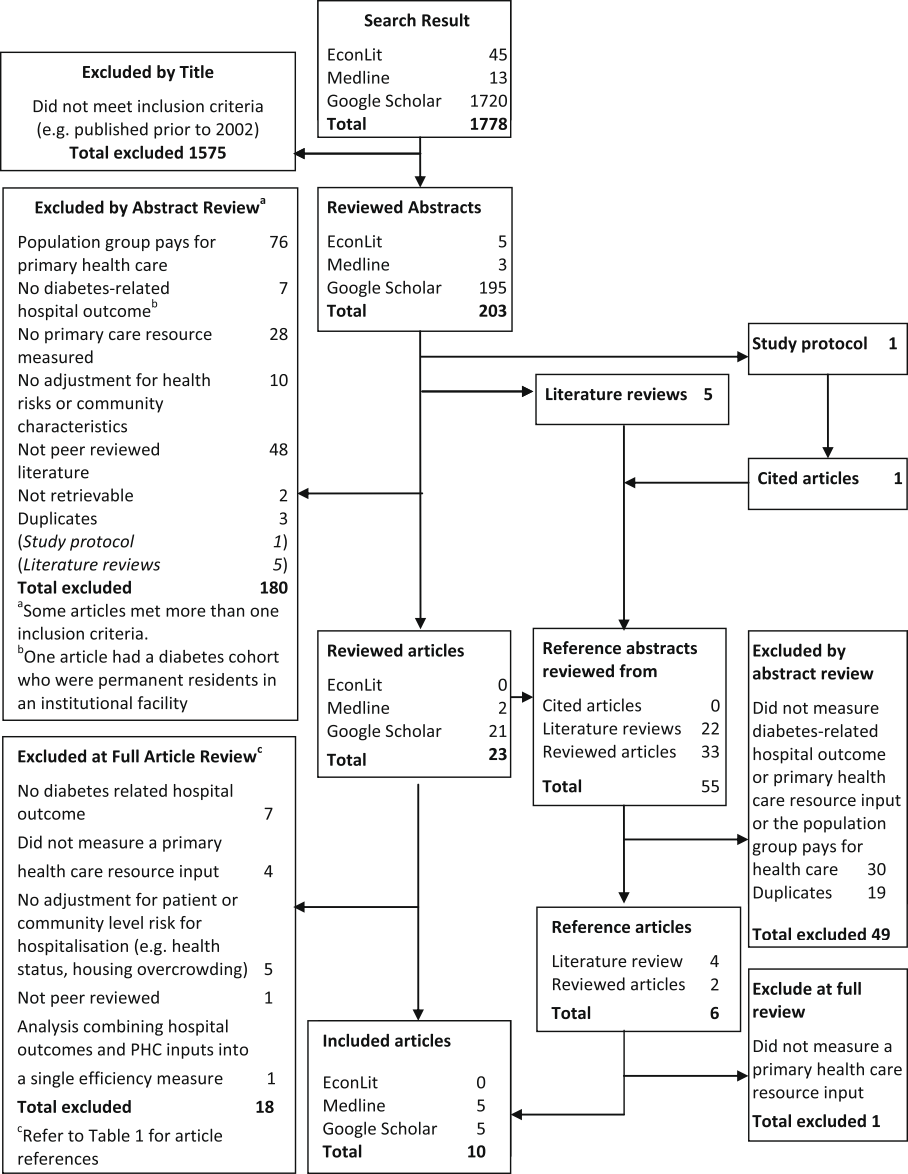 Search Result
EconLit 45
Medline 13
Google Scholar 1720
Total 1778
Excluded by Title
Did not meet inclusion criteria
(e.g. published prior to 2002)
Total excluded 1575
Excluded by Abstract Reviewa
Population group pays for 76
primary health care
No diabetes-related 7
hospital outcomeb
No primary care resource 28
measured
No adjustment for health 10
risks or community
characteristics
Not peer reviewed 48
literature
Not retrievable 2
Duplicates 3
(Study protocol 1)
(Literature reviews 5)
Total excluded 180
aSome articles met more than one
inclusion criteria.
bOne article had a diabetes cohort
who were permanent residents in
an institutional facility
Reviewed Abstracts
EconLit 5
Medline 3
Google Scholar 195
Total 203
Study protocol 1
Literature reviews 5
Cited articles 1
Reviewed articles
EconLit 0
Medline 2
Google Scholar 21
Total 23
Reference abstracts
reviewed from
Cited articles 0
Literature reviews 22
Reviewed articles 33
Total 55
Excluded by
abstract review
Did not measure
diabetes-related
hospital outcome
or primary health
care resource input
or the population
group pays for
health care 30
Duplicates 19
Total excluded 49
Excluded at Full Article Reviewc
No diabetes related hospital
outcome 7
Did not measure a primary
health care resource input 4
No adjustment for patient or
community level risk for
hospitalisation (e.g. health
status, housing overcrowding) 5
Not peer reviewed 1
Analysis combining hospital
outcomes and PHC inputs into
a single efficiency measure 1
Total excluded 18
cRefer to Table 1 for article
references
Reference articles
Literature review 4
Reviewed articles 2
Total 6
Exclude at full
review
Did not measure a
primary health care
resource input
Total excluded 1
Included articles
EconLit 0
Medline 5
Google Scholar 5
Total 10